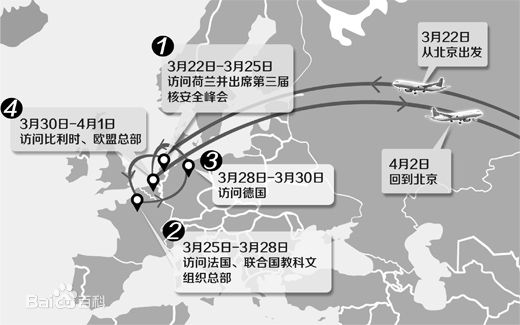 1
3月22日-3月25日
访问荷兰并出席第三届
核安全峰会
3月22日
从北京出发
4
3月30日-4月1日
访问比利时、欧盟总部
3
3月28日-3月30日
访问德国
4月2日
回到北京
2
3月25日-3月28日
访问法国、联合国教科文
组织总部
Bai百科